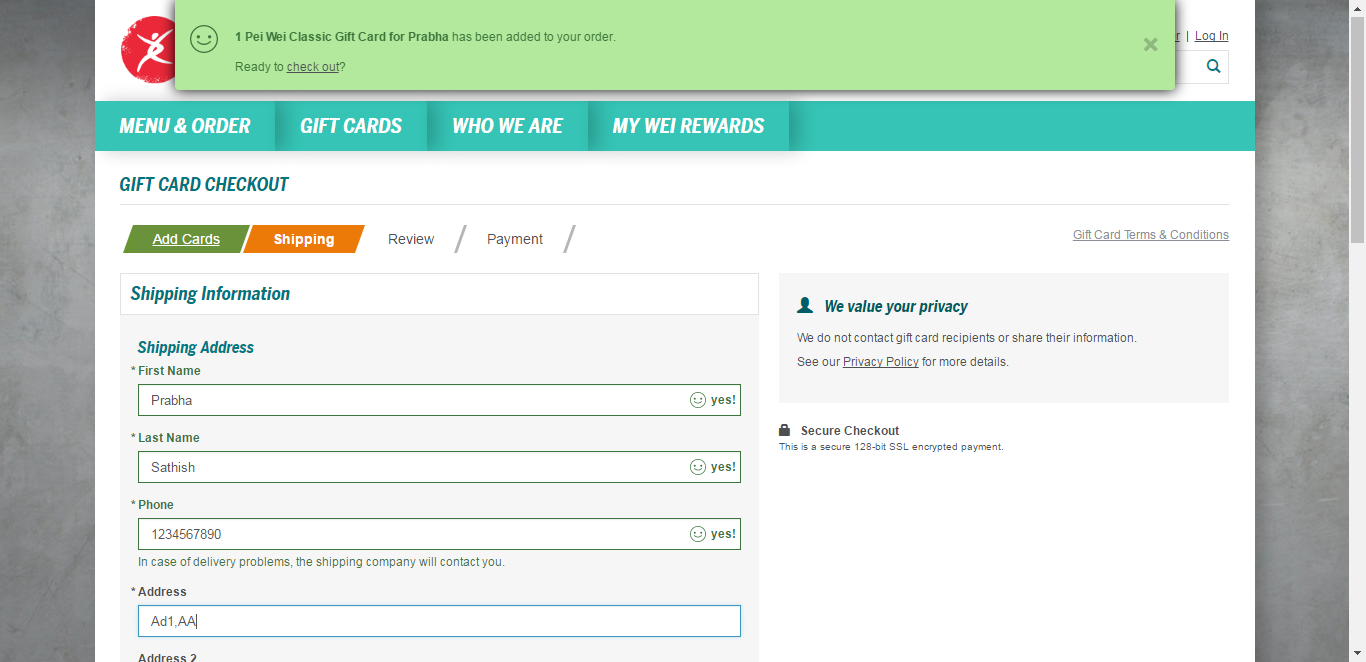 1 Pei Wei Classic Gift Card for Prabha has been added to your order.
Ready to check out?
| Log In
MENU & ORDER GIFT CARDS WHO WE ARE MY WEI REWARDS
GIFT CARD CHECKOUT
Add Cards Shipping Review Payment
Gift Card Terms & Conditions
Shipping Information
Shipping Address
* First Name
Prabha yes!
* Last Name
Sathish yes!
* Phone
1234567890 yes!
In case of delivery problems, the shipping company will contact you.
* Address
Ad1,AA
Address 2
We value your privacy
We do not contact gift card recipients or share their information.
See our Privacy Policy for more details.
Secure Checkout
This is a secure 128-bit SSL encrypted payment.